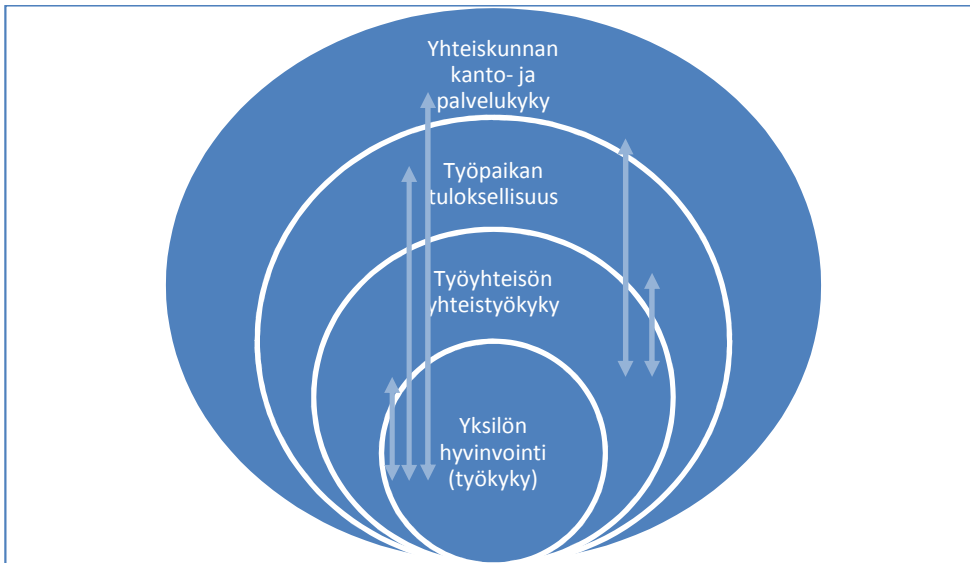 Yhteiskunnan
kanto- ja
palvelukyky
Työpaikan
tuloksellisuus
Työyhteisön
yhteistyökyky
Yksilön
hyvinvointi
(työkyky)